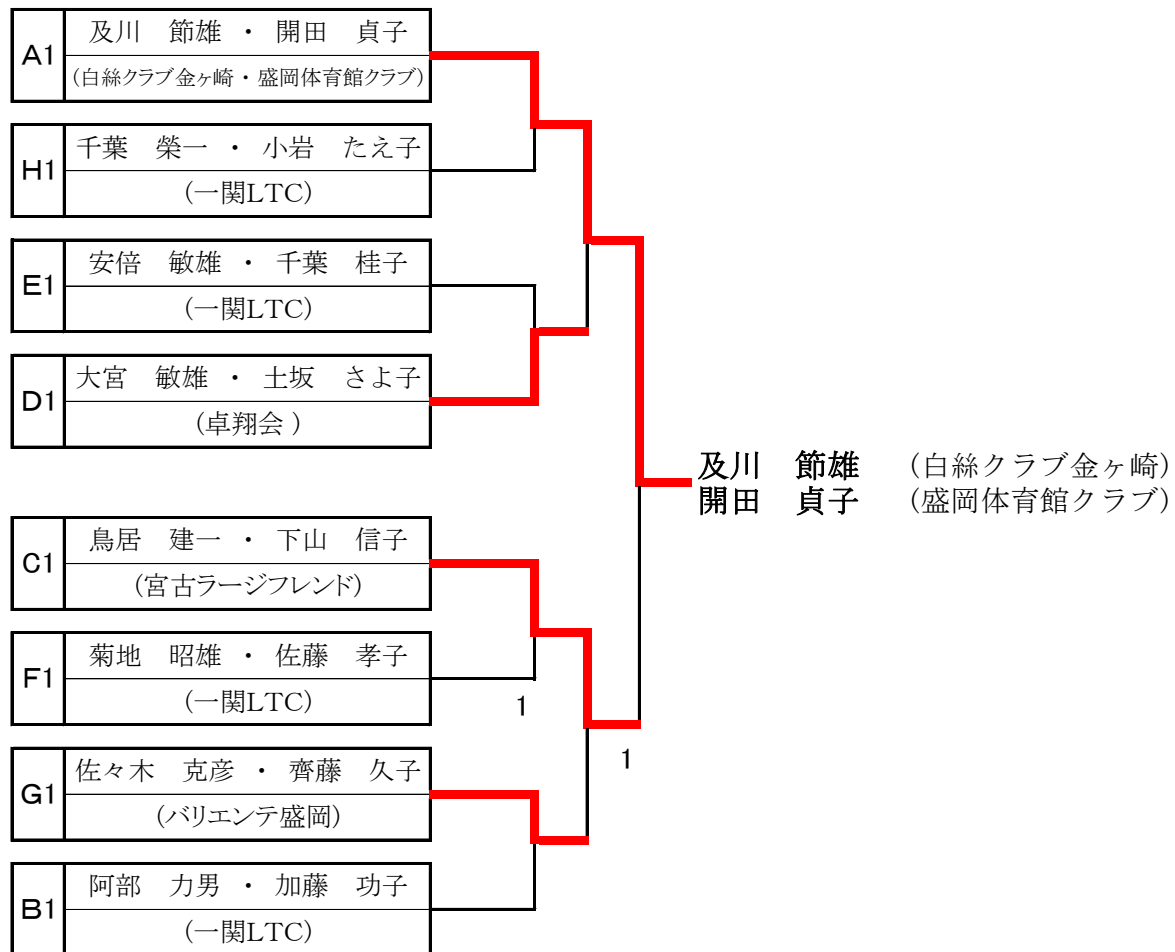 A1
及川　節雄 ・ 開田　貞子
(白絲クラブ金ヶ崎・盛岡体育館クラブ)
H1
千葉　榮一 ・ 小岩　たえ子
(一関LTC)
E1
安倍　敏雄 ・ 千葉　桂子
(一関LTC)
D1
大宮　敏雄 ・ 土坂　さよ子
(卓翔会 )
及川　節雄　(白絲クラブ金ヶ崎)
開田　貞子　(盛岡体育館クラブ)
C1
鳥居　建一 ・ 下山　信子
(宮古ラージフレンド)
F1
菊地　昭雄 ・ 佐藤　孝子
(一関LTC)
1
1
G1
佐々木　克彦 ・ 齊藤　久子
(バリエンテ盛岡)
B1
阿部　力男 ・ 加藤　功子
(一関LTC)